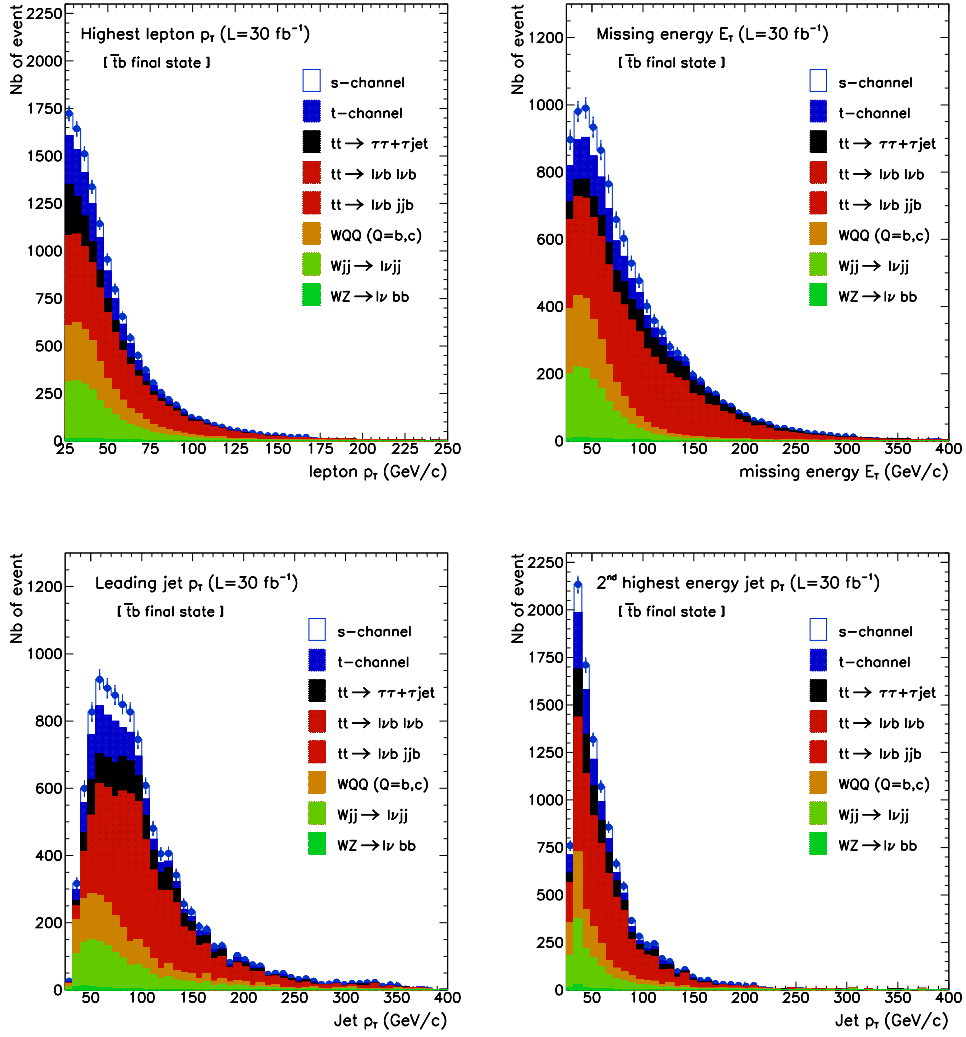 Nb of event
Highest lepton pT (L=30 fb−1)
[ t̅b final state ]
s−channel
t−channel
tt→ ττ+τjet
tt→ lνb lνb
tt→ lνb jjb
WQQ (Q=b,c)
Wjj→ lνjj
WZ→lν bb
2250
2000
1750
1500
1250
1000
750
500
250
0
25 50 75 100 125 150 175 200 225 250
lepton pT (GeV/c)
Nb of event
Missing energy ET (L=30 fb−1)
[ t̅b final state ]
s−channel
t−channel
tt→ ττ+τjet
tt→ lνb lνb
tt→ lνb jjb
WQQ (Q=b,c)
Wjj→ lνjj
WZ→lν bb
1200
1000
800
600
400
200
0
50 100 150 200 250 300 350 400
missing energy ET (GeV/c)
Nb of event
Leading jet pT (L=30 fb−1)
[ t̅b final state ]
s−channel
t−channel
tt→ ττ+τjet
tt→ lνb lνb
tt→ lνb jjb
WQQ (Q=b,c)
Wjj→ lνjj
WZ→lν bb
1200
1000
800
600
400
200
0
50 100 150 200 250 300 350 400
Jet pT (GeV/c)
Nb of event
2nd highest energy jet pT (L=30 fb−1)
[ t̅b final state ]
s−channel
t−channel
tt→ ττ+τjet
tt→ lνb lνb
tt→ lνb jjb
WQQ (Q=b,c)
Wjj→ lνjj
WZ→lν bb
2250
2000
1750
1500
1250
1000
750
500
250
0
50 100 150 200 250 300 350 400
Jet pT (GeV/c)